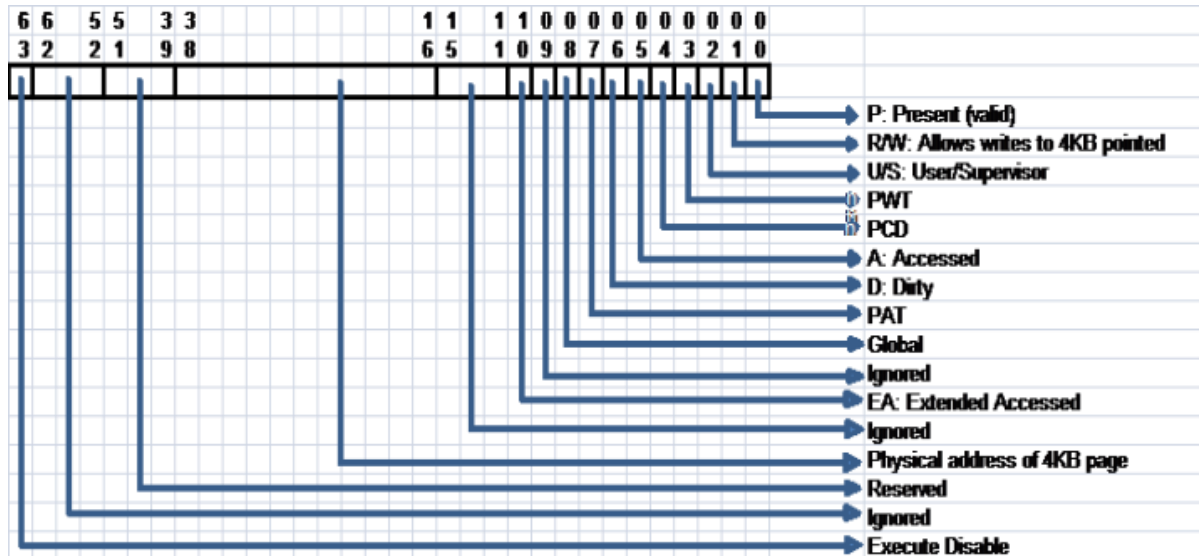 6 6 5 5 3 3 1 1 1 1 0 0 0 0 0 0 0 0 0 0
3 2 2 1 9 8 6 5 1 0 9 8 7 6 5 4 3 2 1 0
P: Present (valid)
R/W: Allows writes to 4KB pointed
U/S: User/Supervisor
PWT
PCD
A: Accessed
D: Dirty
PAT
Global
Ignored
EA: Extended Accessed
Ignored
Physical address of 4KB page
Reserved
Ignored
Execute Disable